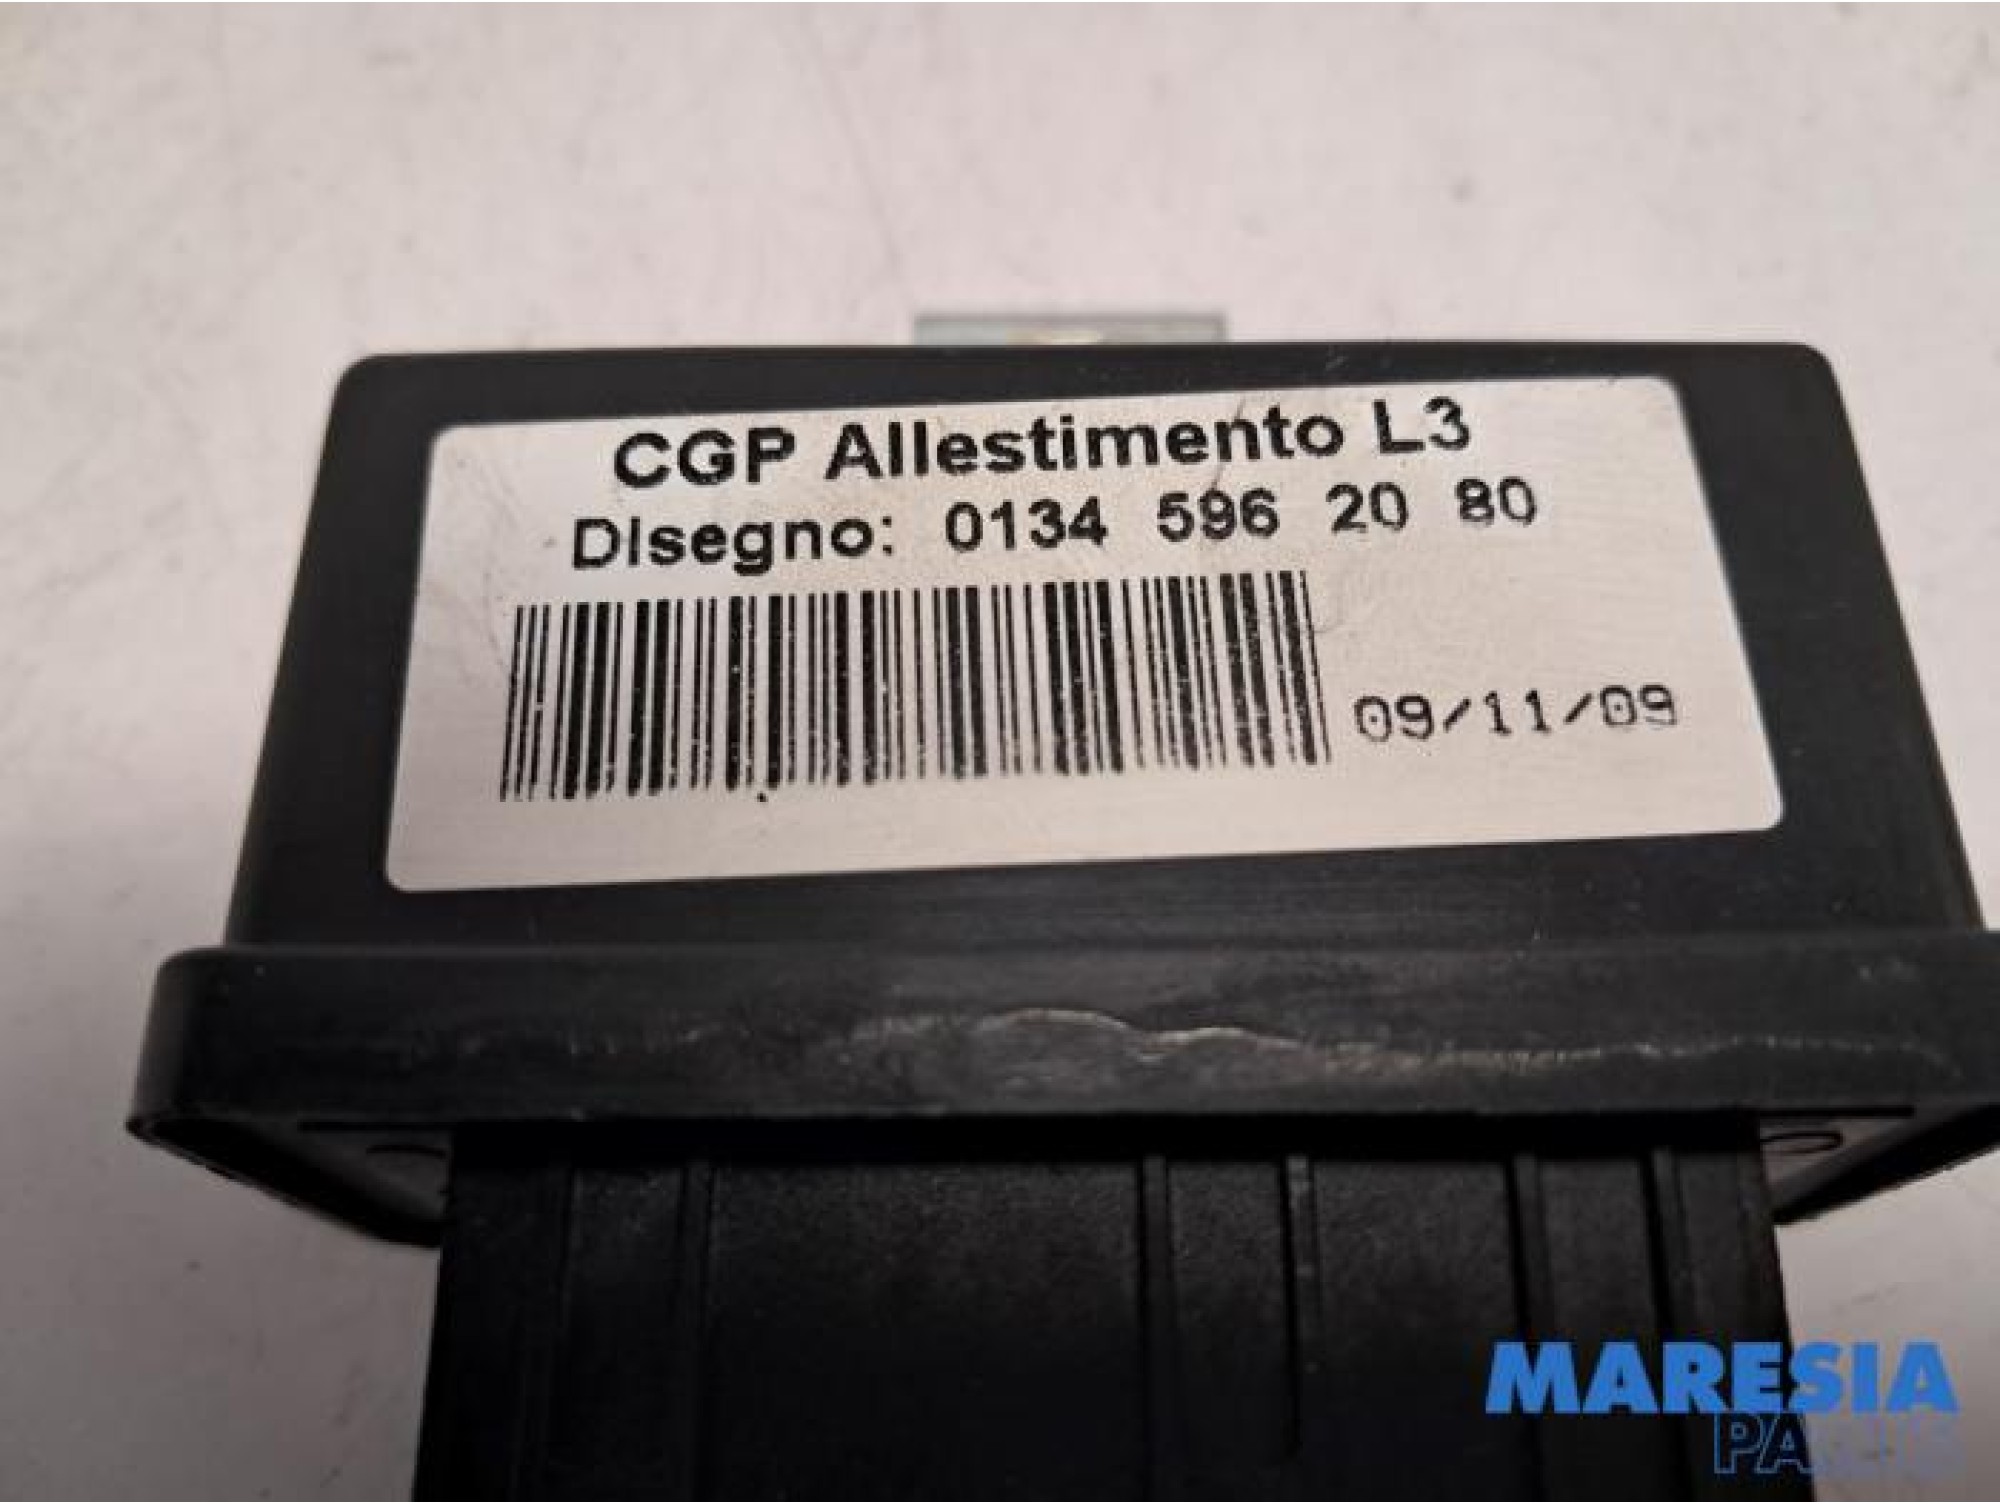 CGP Allestimento L3
Disegno: 0134 596 20 80
09/11/09
MARESIA
PARTS